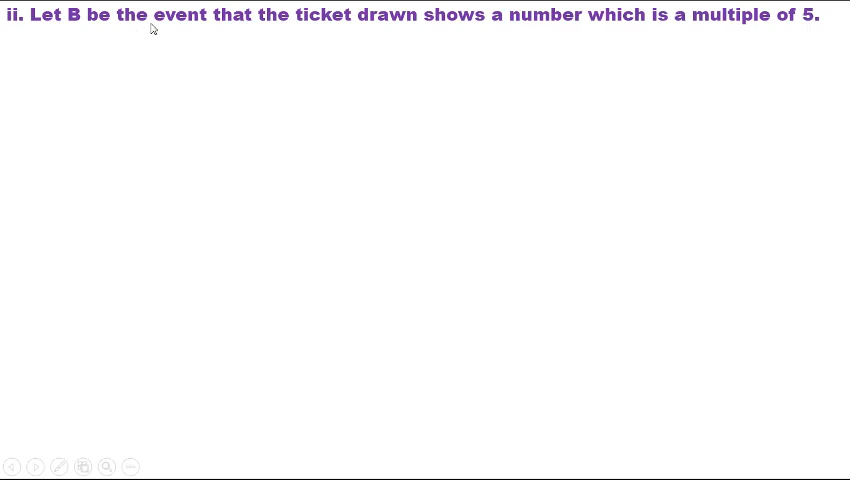 ii. Let B be the event that the ticket drawn shows a number which is a multiple of 5.